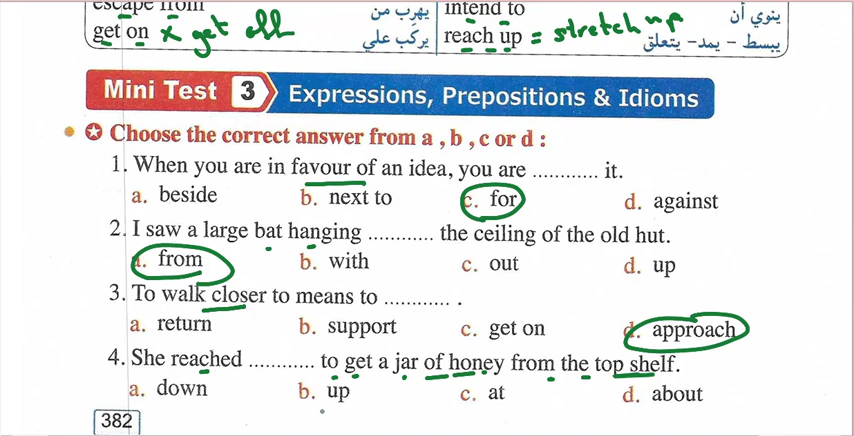 escape from يهرب من intend to ينوي أن
get on x get off يركب علي reach up = stretch up يبسط – يمد – يتعلق
Mini Test 3 Expressions, Prepositions & Idioms
Choose the correct answer from a , b , c or d :
1. When you are in favour of an idea, you are ............ it.
a. beside b. next to c. for d. against
2. I saw a large bat hanging ............ the ceiling of the old hut.
a. from b. with c. out d. up
3. To walk closer to means to ............ .
a. return b. support c. get on d. approach
4. She reached ............ to get a jar of honey from the top shelf.
a. down b. up c. at d. about
382